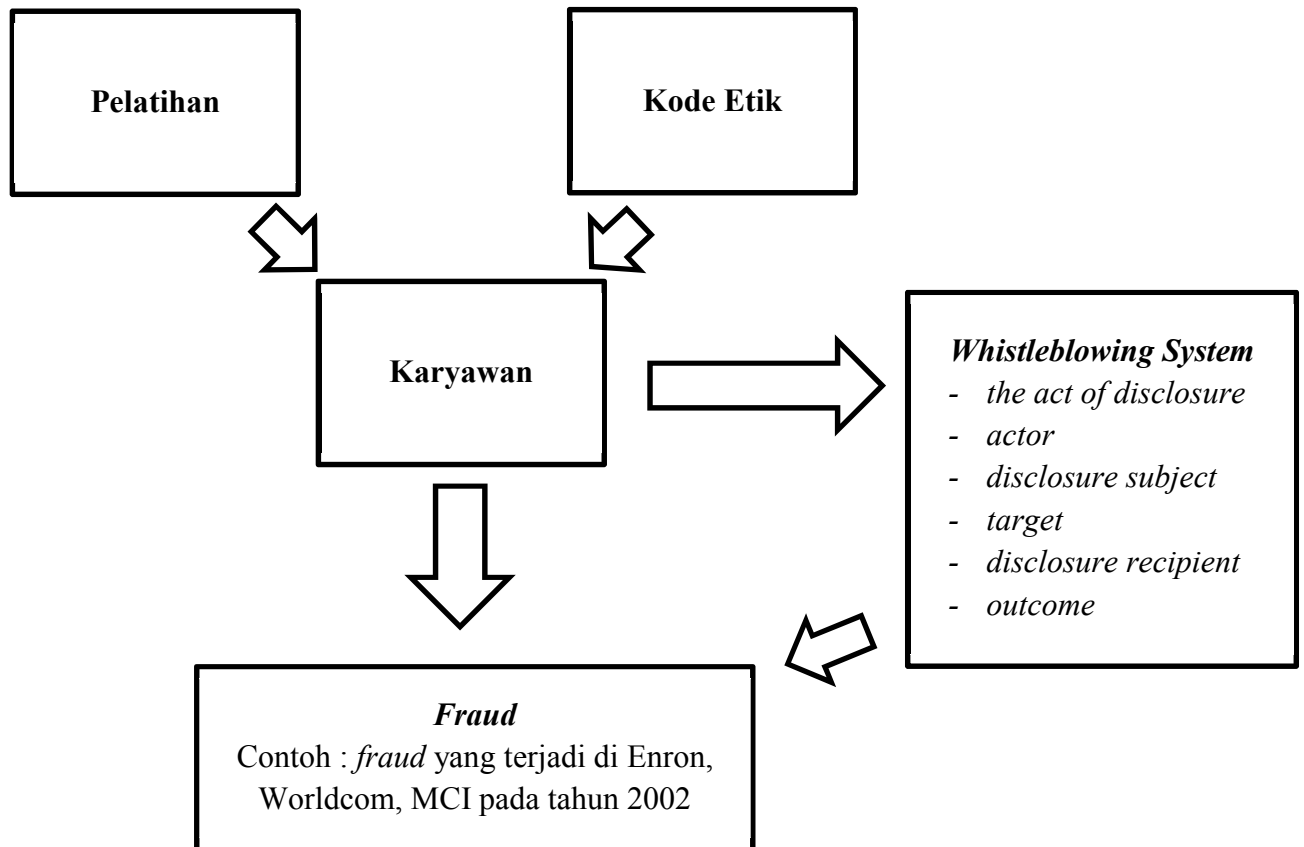 Pelatihan
Kode Etik
Karyawan
Whistleblowing System
- the act of disclosure
- actor
- disclosure subject
- target
- disclosure recipient
- outcome
Fraud
Contoh : fraud yang terjadi di Enron,
Worldcom, MCI pada tahun 2002